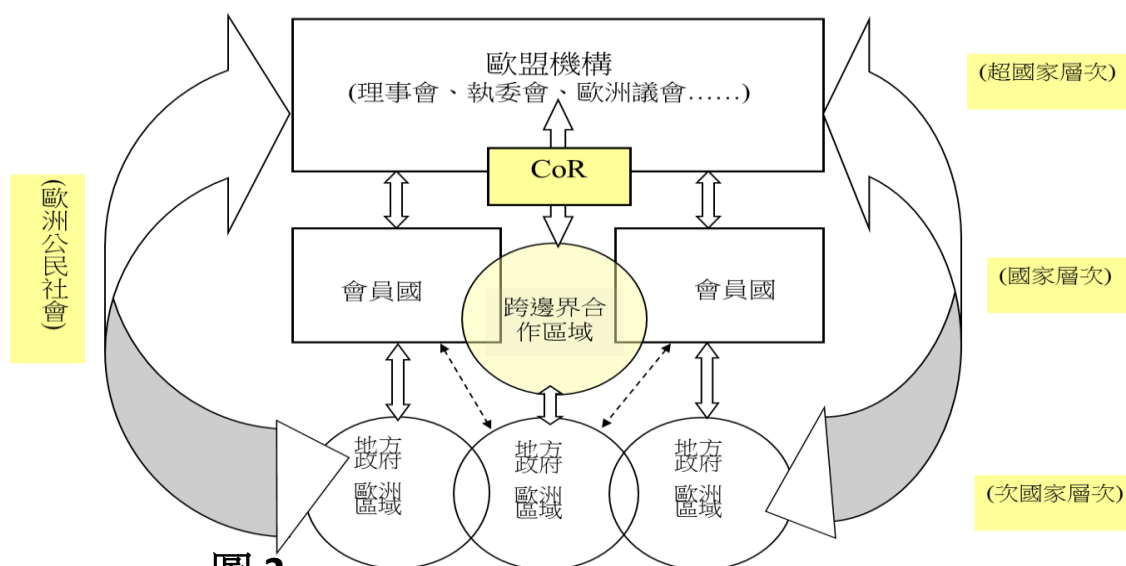 歐盟機構
(理事會、執委會、歐洲議會……)
(超國家層次)
CoR
(歐洲公民社會)
會員國
跨邊界合
作區域
會員國
(國家層次)
地方
政府
歐洲
區域
地方
政府
歐洲
區域
地方
政府
歐洲
區域
(次國家層次)